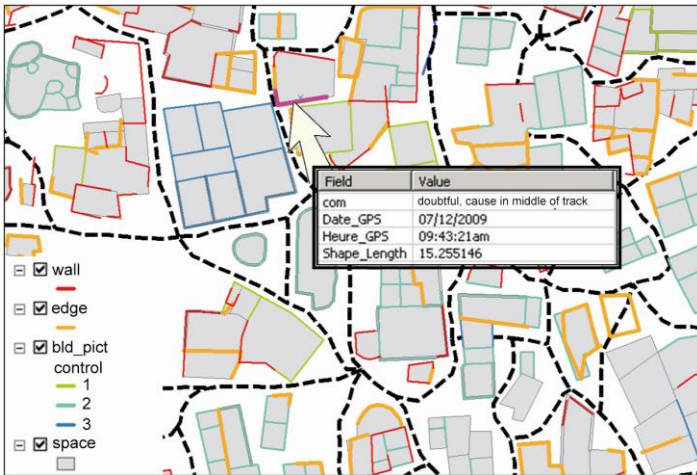 Field Value
com doubtful, cause in middle of track
Date_GPS 07/12/2009
Heure_GPS 09:43:21am
Shape_Length 15.255146
wall
edge
bld_pict
control
1
2
3
space